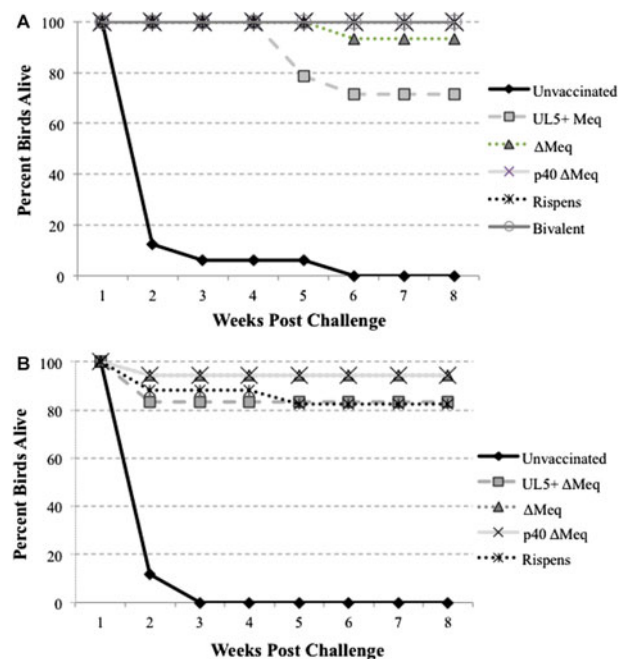 A
Percent Birds Alive
100
80
60
40
20
0
1 2 3 4 5 6 7 8
Weeks Post Challenge
Unvaccinated
UL5+ Meq
ΔMeq
p40 ΔMeq
Rispens
Bivalent
B
Percent Birds Alive
100
80
60
40
20
0
1 2 3 4 5 6 7 8
Weeks Post Challenge
Unvaccinated
UL5+ ΔMeq
ΔMeq
p40 ΔMeq
Rispens